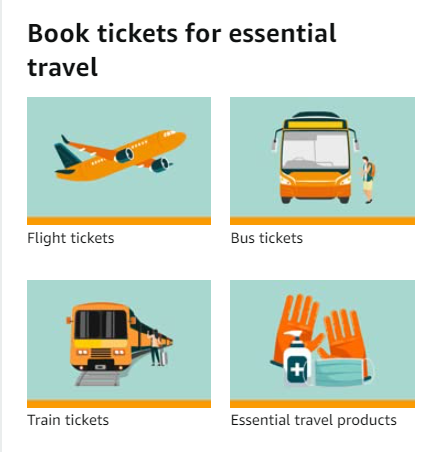 Book tickets for essential
travel
Flight tickets
Bus tickets
Train tickets
Essential travel products